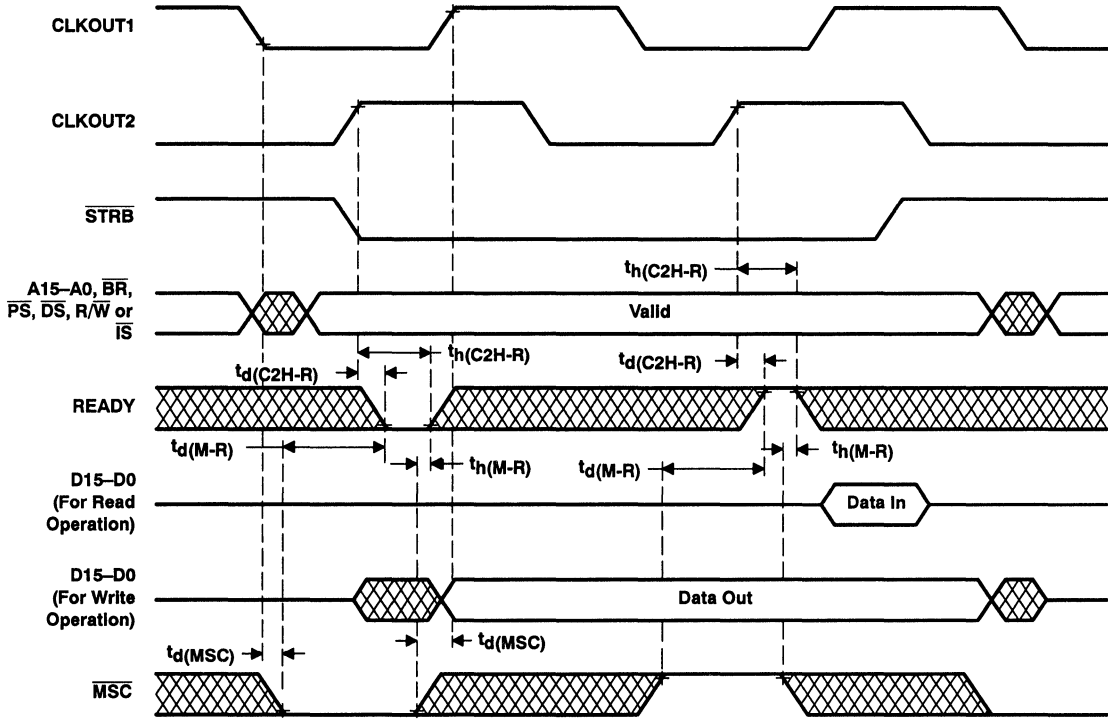 CLKOUT1
CLKOUT2
STRB
th(C2H-R)
A15–A0, BR,
PS, DS, R/W or
IS
Valid
th(C2H-R)
td(C2H-R)
td(C2H-R)
READY
td(M-R)
th(M-R)
td(M-R)
th(M-R)
D15–D0
(For Read
Operation)
Data In
D15–D0
(For Write
Operation)
Data Out
td(MSC)
td(MSC)
MSC